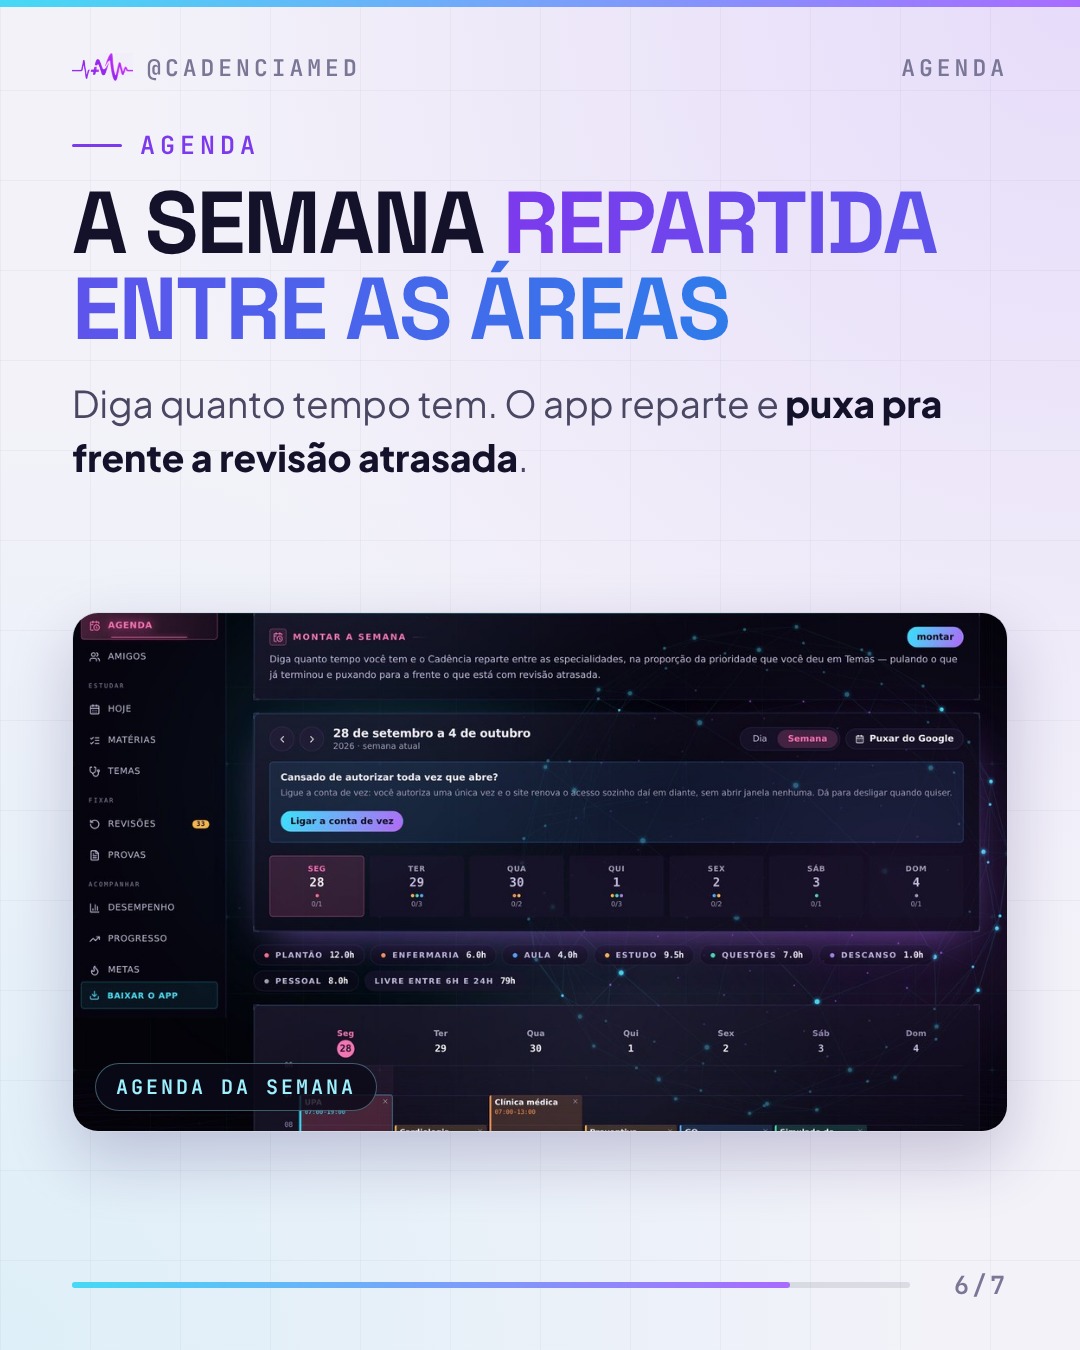 @CADENCIAMED
AGENDA
AGENDA
A SEMANA REPARTIDA
ENTRE AS ÁREAS
Diga quanto tempo tem. O app reparte e puxa pra
frente a revisão atrasada.
AGENDA
AMIGOS
ESTUDAR
HOJE
MATÉRIAS
TEMAS
FIXAR
REVISÕES 33
PROVAS
ACOMPANHAR
DESEMPENHO
PROGRESSO
METAS
BAIXAR O APP
MONTAR A SEMANA
montar
Diga quanto tempo você tem e o Cadência reparte entre as especialidades, na proporção da prioridade que você deu em Temas — pulando o que
já terminou e puxando para a frente o que está com revisão atrasada.
28 de setembro a 4 de outubro
2026 · semana atual
Dia Semana Puxar do Google
Cansado de autorizar toda vez que abre?
Ligue a conta de vez: você autoriza uma única vez e o site renova o acesso sozinho daí em diante, sem abrir janela nenhuma. Dá para desligar quando quiser.
Ligar a conta de vez
SEG TER QUA QUI SEX SÁB DOM
28 29 30 1 2 3 4
0/1 0/3 0/2 0/3 0/2 0/1 0/1
PLANTÃO 12.0h ENFERMARIA 6.0h AULA 4.0h ESTUDO 9.5h QUESTÕES 7.0h DESCANSO 1.0h
PESSOAL 8.0h LIVRE ENTRE 6H E 24H 79h
Seg Ter Qua Qui Sex Sáb Dom
28 29 30 1 2 3 4
AGENDA DA SEMANA
UPA
07:00-19:00
Clínica médica
07:00-13:00
08
6/7